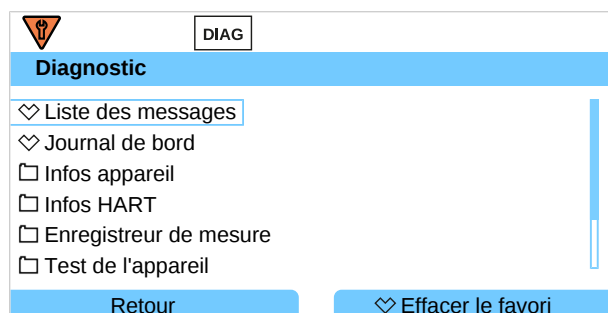 DIAG
Diagnostic
Liste des messages
Journal de bord
Infos appareil
Infos HART
Enregistreur de mesure
Test de l'appareil
Retour
Effacer le favori